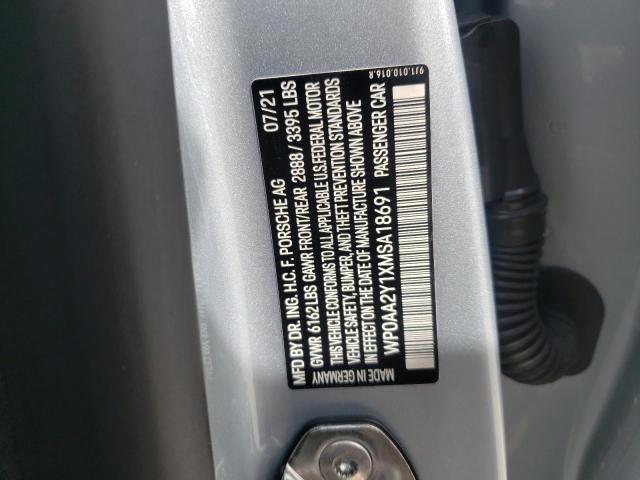 MFD BY DR. ING. H.C. F. PORSCHE AG 07/21
GVWR 6162LBS GAWR FRONT/REAR 2888/3395 LBS
THIS VEHICLE CONFORMS TO ALL APPLICABLE U.S.FEDERAL MOTOR
VEHICLE SAFETY, BUMPER, AND THEFT PREVENTION STANDARDS
IN EFFECT ON THE DATE OF MANUFACTURE SHOWN ABOVE
WP0AA2Y1XMSA18691 PASSENGER CAR
MADE IN GERMANY
9J1.010.016.R